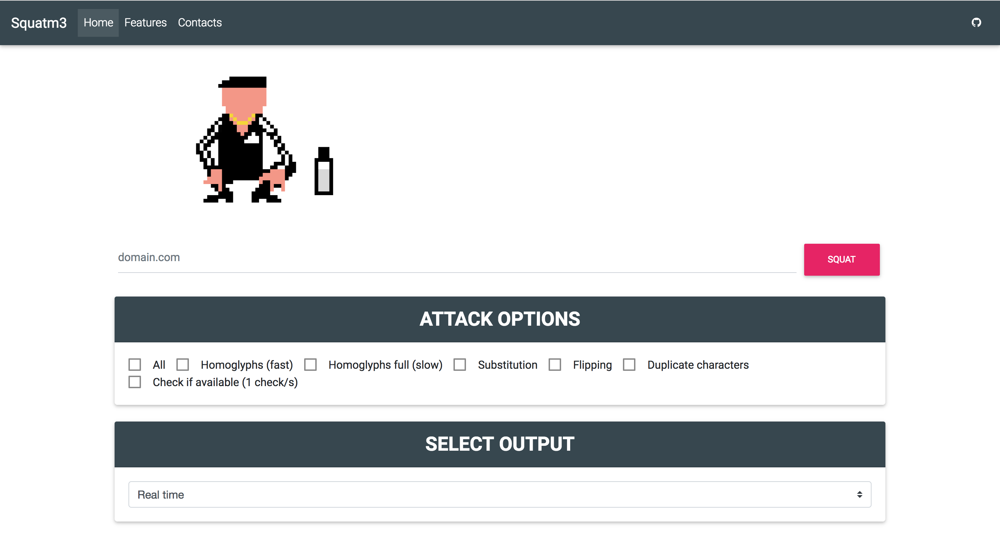 Squatm3 Home Features Contacts
domain.com
SQUAT
ATTACK OPTIONS
All Homoglyphs (fast) Homoglyphs full (slow) Substitution Flipping Duplicate characters
Check if available (1 check/s)
SELECT OUTPUT
Real time